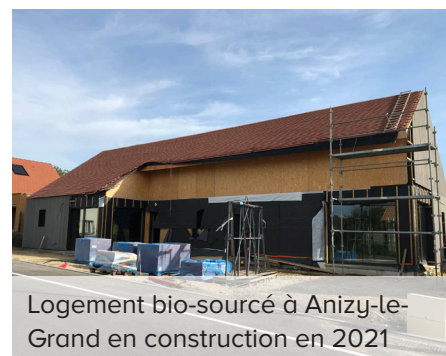 Logement bio-sourcé à Anizy-le-
Grand en construction en 2021